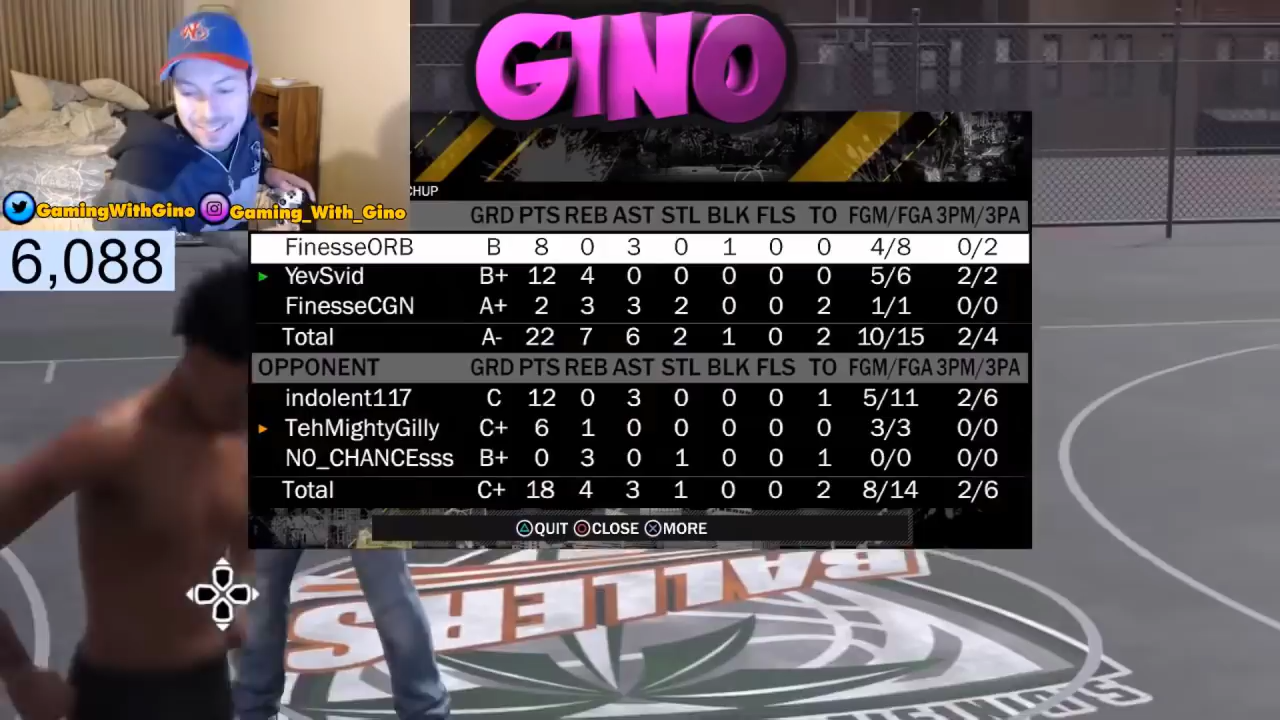 GINO
CHUP
GamingWithGino Gaming_With_Gino
6,088
GRD PTS REB AST STL BLK FLS TO FGM/FGA 3PM/3PA
FinesseORB B 8 0 3 0 1 0 0 4/8 0/2
YevSvid B+ 12 4 0 0 0 0 0 5/6 2/2
FinesseCGN A+ 2 3 3 2 0 0 2 1/1 0/0
Total A- 22 7 6 2 1 0 2 10/15 2/4
OPPONENT GRD PTS REB AST STL BLK FLS TO FGM/FGA 3PM/3PA
indolent117 C 12 0 3 0 0 0 1 5/11 2/6
TehMightyGilly C+ 6 1 0 0 0 0 0 3/3 0/0
N0_CHANCEsss B+ 0 3 0 1 0 0 1 0/0 0/0
Total C+ 18 4 3 1 0 0 2 8/14 2/6
QUIT CLOSE MORE
BALLERS